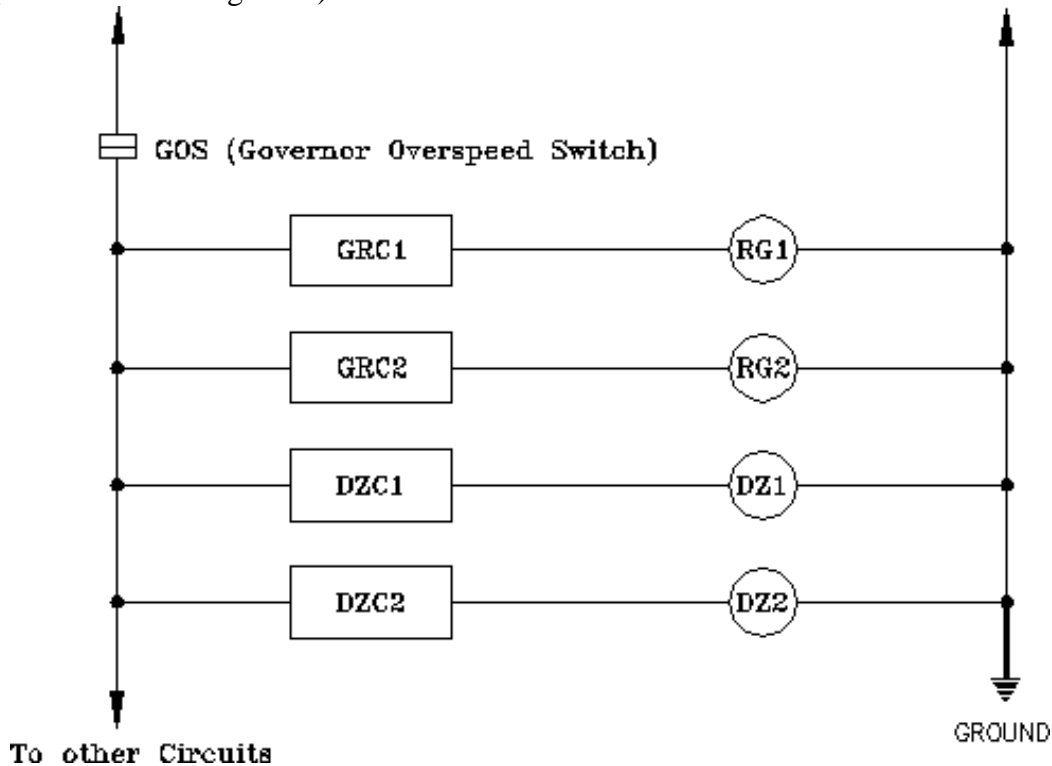 GOS (Governor Overspeed Switch)
GRC1 RG1
GRC2 RG2
DZC1 DZ1
DZC2 DZ2
GROUND
To other Circuits